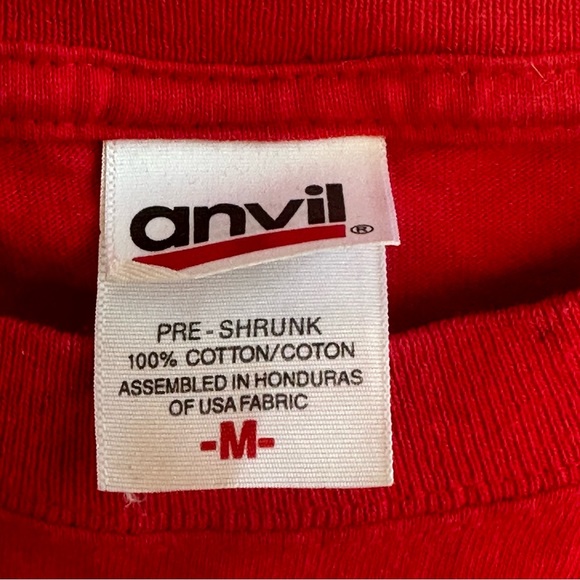 anvil®
PRE-SHRUNK
100% COTTON/COTON
ASSEMBLED IN HONDURAS
OF USA FABRIC
-M-